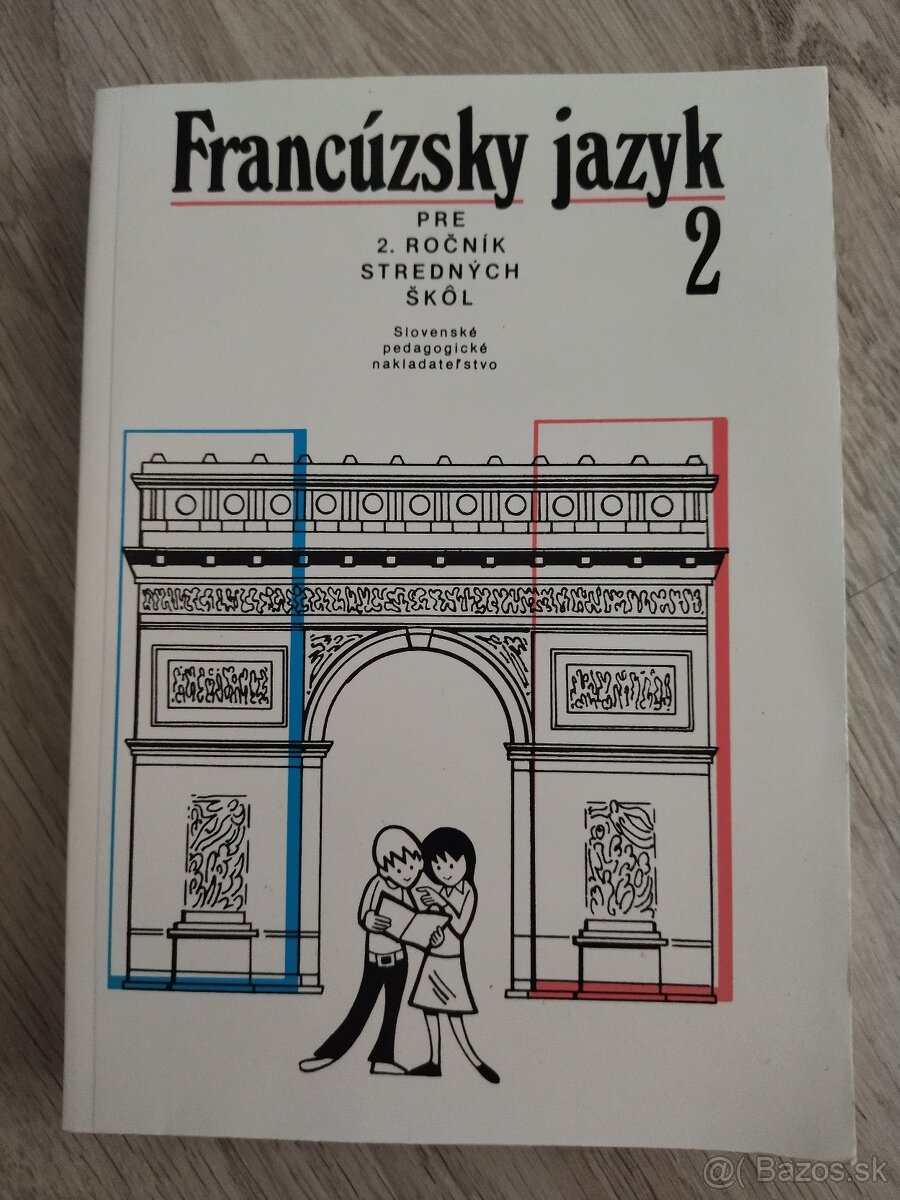 Francúzsky jazyk
2
PRE
2. ROČNÍK
STREDNÝCH
ŠKÔL
Slovenské
pedagogické
nakladateľstvo
@( Bazos.sk